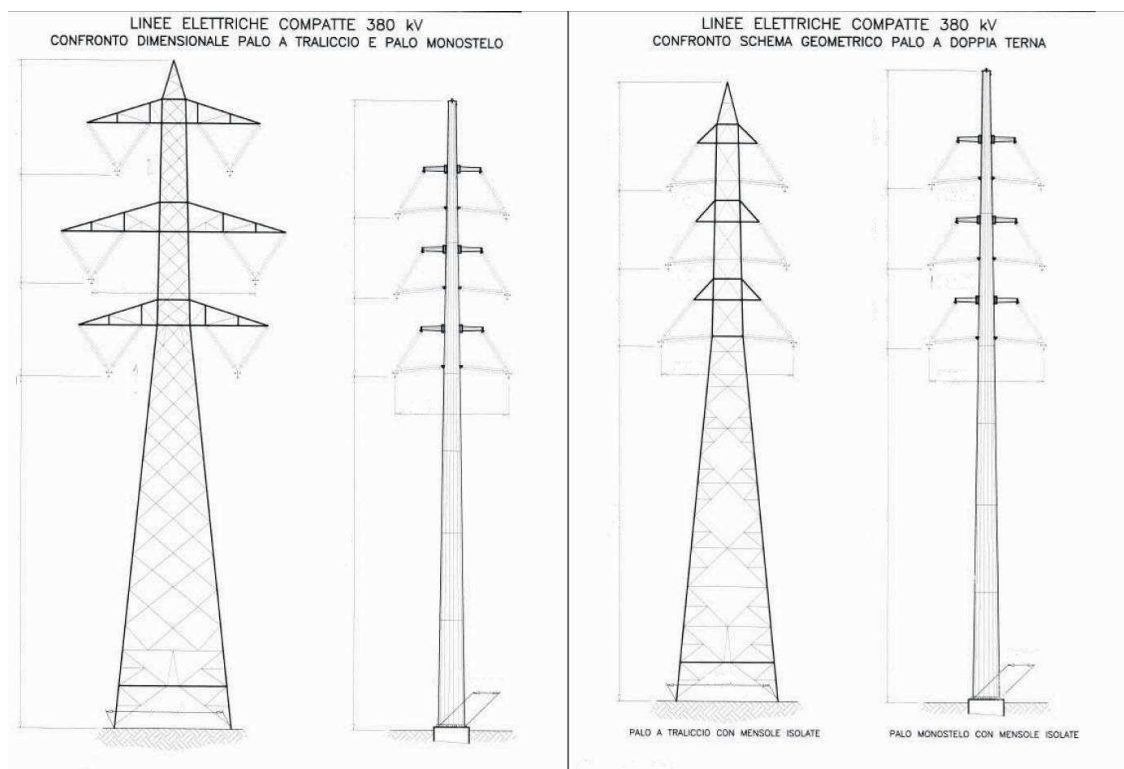 LINEE ELETTRICHE COMPATTE 380 kV
CONFRONTO DIMENSIONALE PALO A TRALICCIO E PALO MONOSTELO
LINEE ELETTRICHE COMPATTE 380 kV
CONFRONTO SCHEMA GEOMETRICO PALO A DOPPIA TERNA
PALO A TRALICCIO CON MENSOLE ISOLATE
PALO MONOSTELO CON MENSOLE ISOLATE